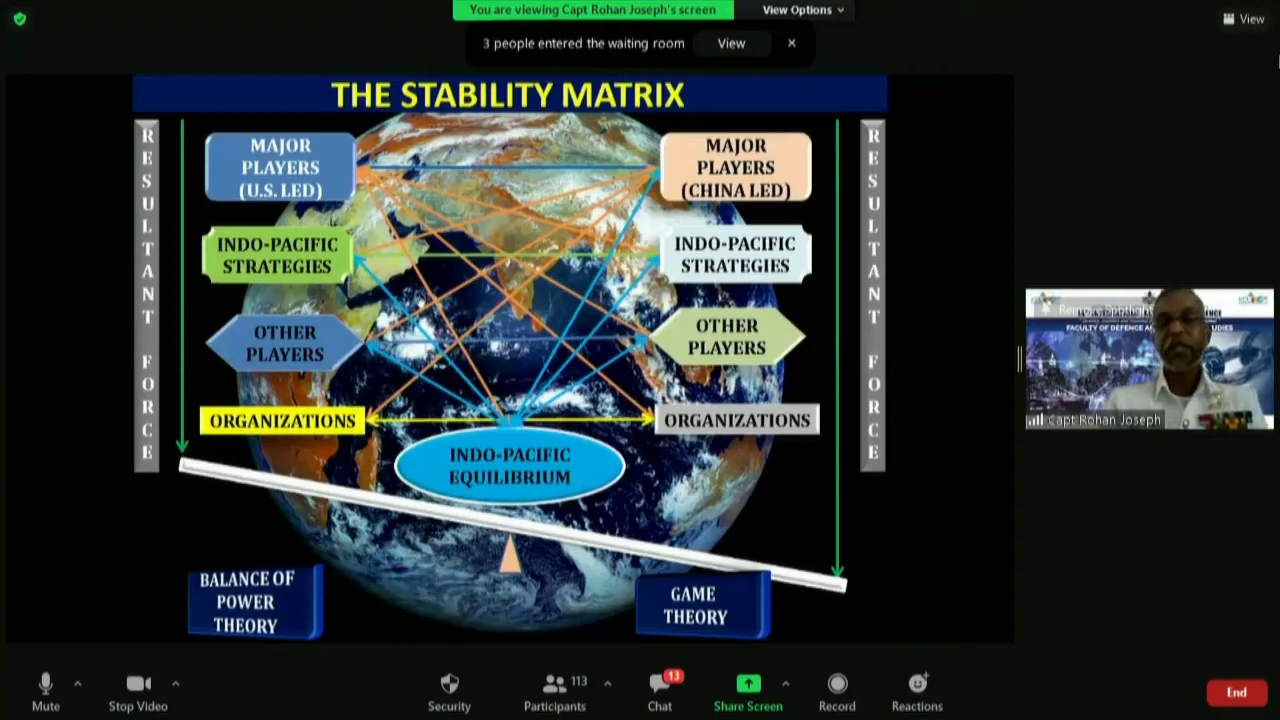 You are viewing Capt Rohan Joseph's screen
View Options
View
3 people entered the waiting room
View
THE STABILITY MATRIX
RESULTANT FORCE
MAJOR
PLAYERS
(U.S. LED)
MAJOR
PLAYERS
(CHINA LED)
RESULTANT FORCE
INDO-PACIFIC
STRATEGIES
INDO-PACIFIC
STRATEGIES
OTHER
PLAYERS
OTHER
PLAYERS
ORGANIZATIONS
ORGANIZATIONS
INDO-PACIFIC
EQUILIBRIUM
BALANCE OF
POWER
THEORY
GAME
THEORY
FACULTY OF DEFENCE
Capt Rohan Joseph
Mute
Stop Video
Security
113
Participants
13
Chat
Share Screen
Record
Reactions
End